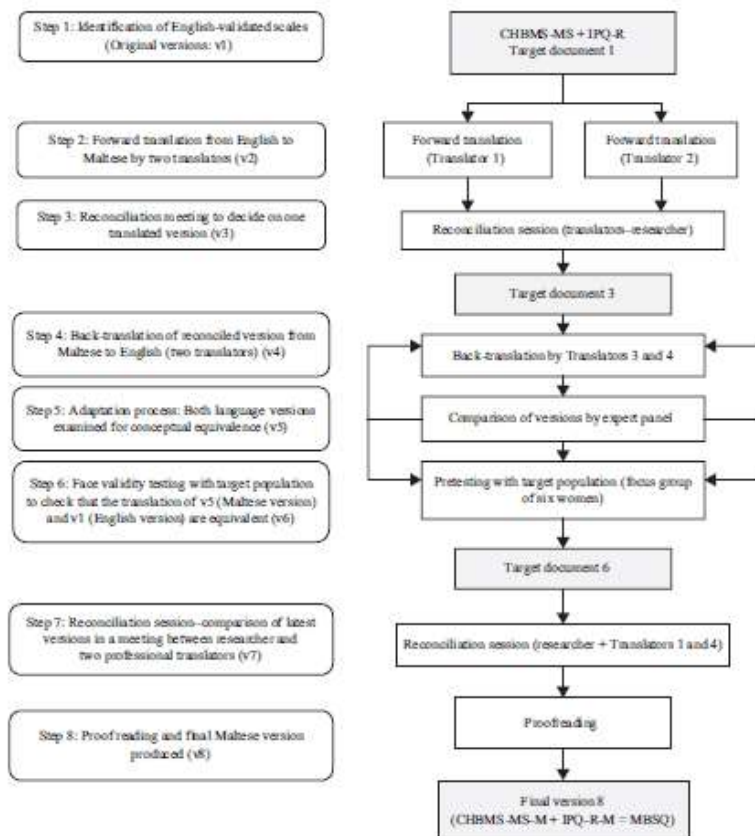 Step 1: Identification of English-validated scales
(Original versions: v1)
CHBMS-MS + IPQ-R
Target document 1
Step 2: Forward translation from English to
Maltese by two translators (v2)
Forward translation
(Translator 1)
Forward translation
(Translator 2)
Step 3: Reconciliation meeting to decide on one
translated version (v3)
Reconciliation session (translators–researcher)
Target document 3
Step 4: Back-translation of reconciled version from
Maltese to English (two translators) (v4)
Back-translation by Translators 3 and 4
Step 5: Adaptation process: Both language versions
examined for conceptual equivalence (v5)
Comparison of versions by expert panel
Step 6: Face validity testing with target population
to check that the translation of v5 (Maltese version)
and v1 (English version) are equivalent (v6)
Pretesting with target population (focus group
of six women)
Target document 6
Step 7: Reconciliation session–comparison of latest
versions in a meeting between researcher and
two professional translators (v7)
Reconciliation session (researcher + Translators 1 and 4)
Step 8: Proof reading and final Maltese version
produced (v8)
Proofreading
Final version 8
(CHBMS-MS-M + IPQ-R-M = MBSQ)